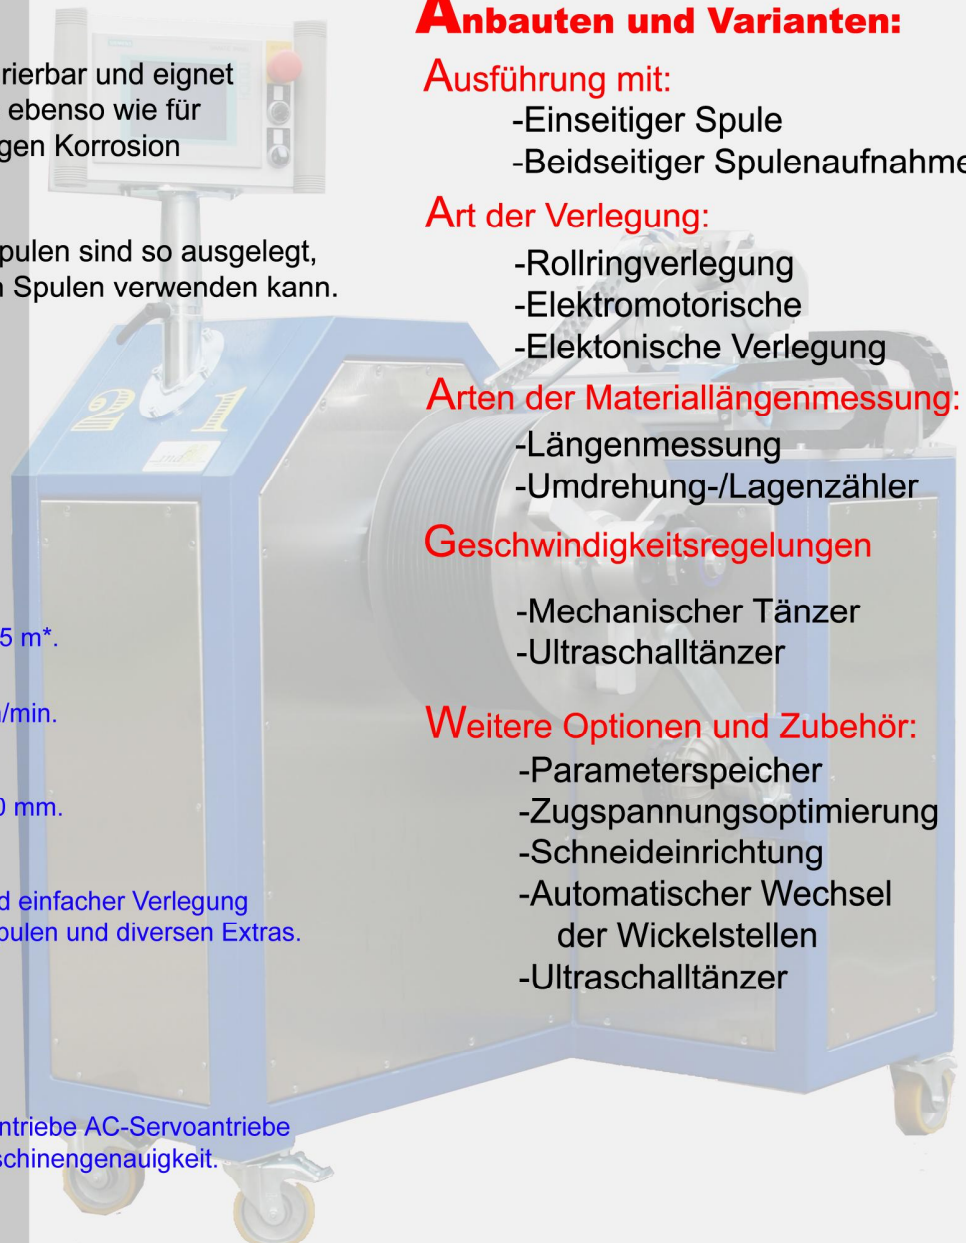 rierbar und eignet
ebenso wie für
gen Korrosion
pulen sind so ausgelegt,
n Spulen verwenden kann.
5 m*.
/min.
0 mm.
d einfacher Verlegung
pulen und diversen Extras.
ntriebe AC-Servoantriebe
schinengenauigkeit.
Anbauten und Varianten:
Ausführung mit:
-Einseitiger Spule
-Beidseitiger Spulenaufnahme
Art der Verlegung:
-Rollringverlegung
-Elektromotorische
-Elektonische Verlegung
Arten der Materiallängenmessung:
-Längenmessung
-Umdrehung-/Lagenzähler
Geschwindigkeitsregelungen
-Mechanischer Tänzer
-Ultraschalltänzer
Weitere Optionen und Zubehör:
-Parameterspeicher
-Zugspannungsoptimierung
-Schneideinrichtung
-Automatischer Wechsel
der Wickelstellen
-Ultraschalltänzer
2 1